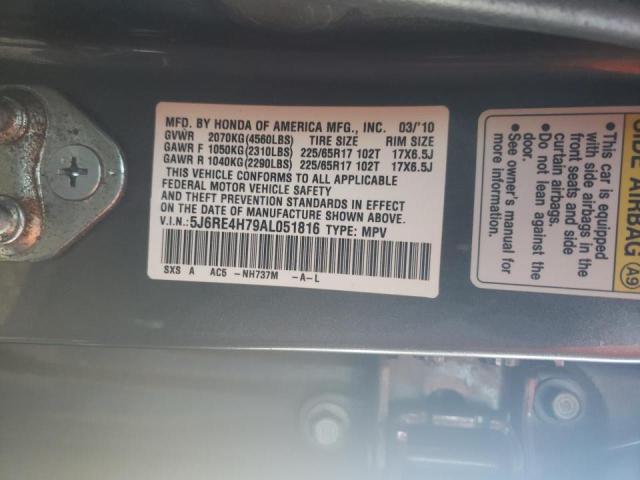 MFD. BY HONDA OF AMERICA MFG., INC. 03/'10
GVWR 2070KG(4560LBS) TIRE SIZE RIM SIZE
GAWR F 1050KG(2310LBS) 225/65R17 102T 17X6.5J
GAWR R 1040KG(2290LBS) 225/65R17 102T 17X6.5J
THIS VEHICLE CONFORMS TO ALL APPLICABLE
FEDERAL MOTOR VEHICLE SAFETY
AND THEFT PREVENTION STANDARDS IN EFFECT
ON THE DATE OF MANUFACTURE SHOWN ABOVE.
V.I.N.:5J6RE4H79AL051816 TYPE: MPV
SXS A AC5 -NH737M -A-L
SIDE AIRBAG A9
•This car is equipped
with side airbags in the
front seats and side
curtain airbags.
•Do not lean against the
door.
•See owner's manual for
more information.